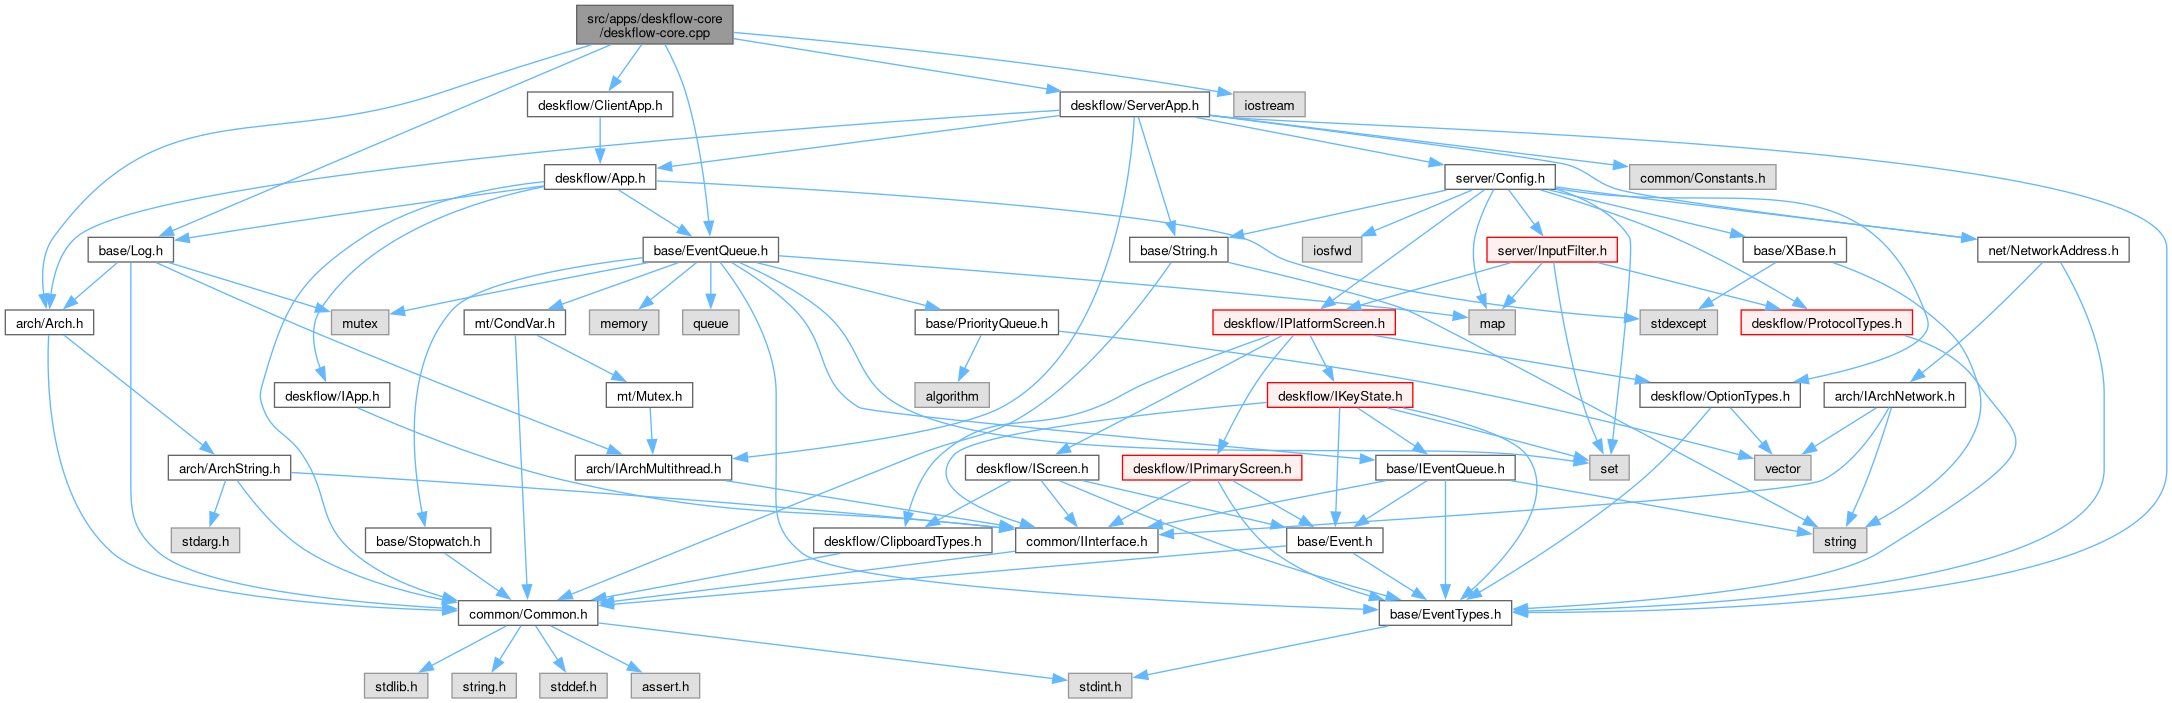 src/apps/deskflow-core
/deskflow-core.cpp
deskflow/ClientApp.h
deskflow/ServerApp.h
iostream
deskflow/App.h
server/Config.h
common/Constants.h
base/Log.h
base/EventQueue.h
base/String.h
iosfwd
server/InputFilter.h
base/XBase.h
net/NetworkAddress.h
arch/Arch.h
mutex
mt/CondVar.h
memory
queue
base/PriorityQueue.h
deskflow/IPlatformScreen.h
map
stdexcept
deskflow/ProtocolTypes.h
deskflow/IApp.h
mt/Mutex.h
algorithm
deskflow/IKeyState.h
deskflow/OptionTypes.h
arch/IArchNetwork.h
arch/ArchString.h
arch/IArchMultithread.h
deskflow/IScreen.h
deskflow/IPrimaryScreen.h
base/IEventQueue.h
set
vector
stdarg.h
base/Stopwatch.h
deskflow/ClipboardTypes.h
common/IInterface.h
base/Event.h
string
common/Common.h
base/EventTypes.h
stdlib.h
string.h
stddef.h
assert.h
stdint.h